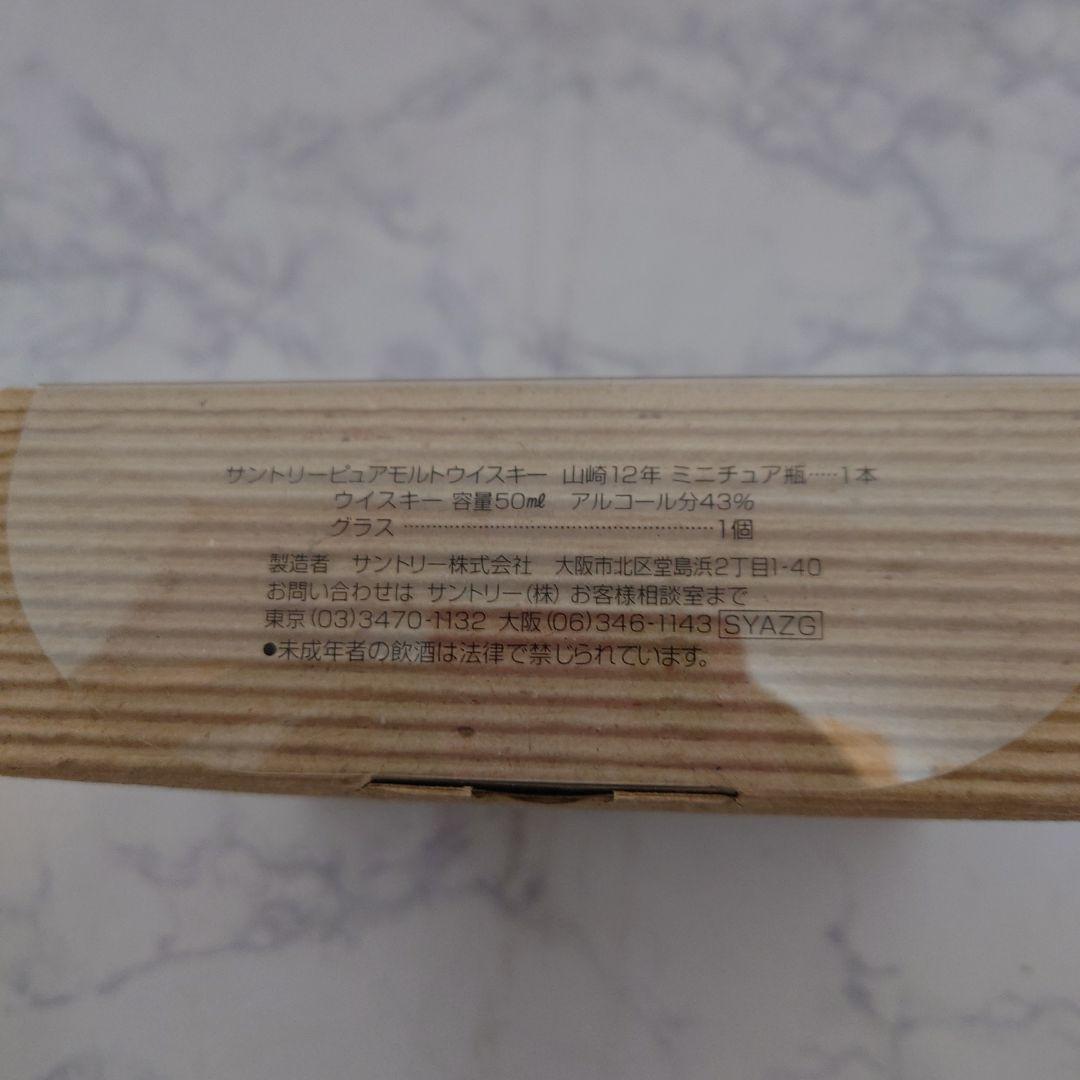 サントリーピュアモルトウイスキー 山崎12年 ミニチュア瓶‥‥‥1本
ウイスキー 容量50㎖ アルコール分43%
グラス ‥‥‥‥‥‥‥‥‥‥‥‥‥‥‥‥‥‥‥‥ 1個
製造者 サントリー株式会社 大阪市北区堂島浜2丁目1-40
お問い合わせは サントリー(株) お客様相談室まで
東京(03)3470-1132 大阪(06)346-1143 SYAZG
●未成年者の飲酒は法律で禁じられています。